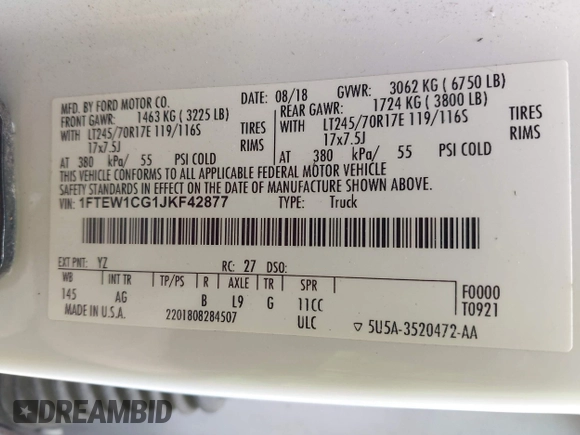 MFD. BY FORD MOTOR CO.
DATE: 08/18 GVWR: 3062 KG ( 6750 LB)
FRONT GAWR: 1463 KG ( 3225 LB) REAR GAWR: 1724 KG ( 3800 LB)
WITH LT245/70R17E 119/116S TIRES WITH LT245/70R17E 119/116S TIRES
17x7.5J RIMS 17x7.5J RIMS
AT 380 kPa/ 55 PSI COLD AT 380 kPa/ 55 PSI COLD
THIS VEHICLE CONFORMS TO ALL APPLICABLE FEDERAL MOTOR VEHICLE
SAFETY STANDARDS IN EFFECT ON THE DATE OF MANUFACTURE SHOWN ABOVE.
VIN: 1FTEW1CG1JKF42877 TYPE: Truck
EXT PNT: YZ RC: 27 DSO:
WB INT TR TP/PS R AXLE TR SPR F0000
145 AG B L9 G 11CC T0921
MADE IN U.S.A. 2201808284507 ULC 5U5A-3520472-AA
DREAMBID